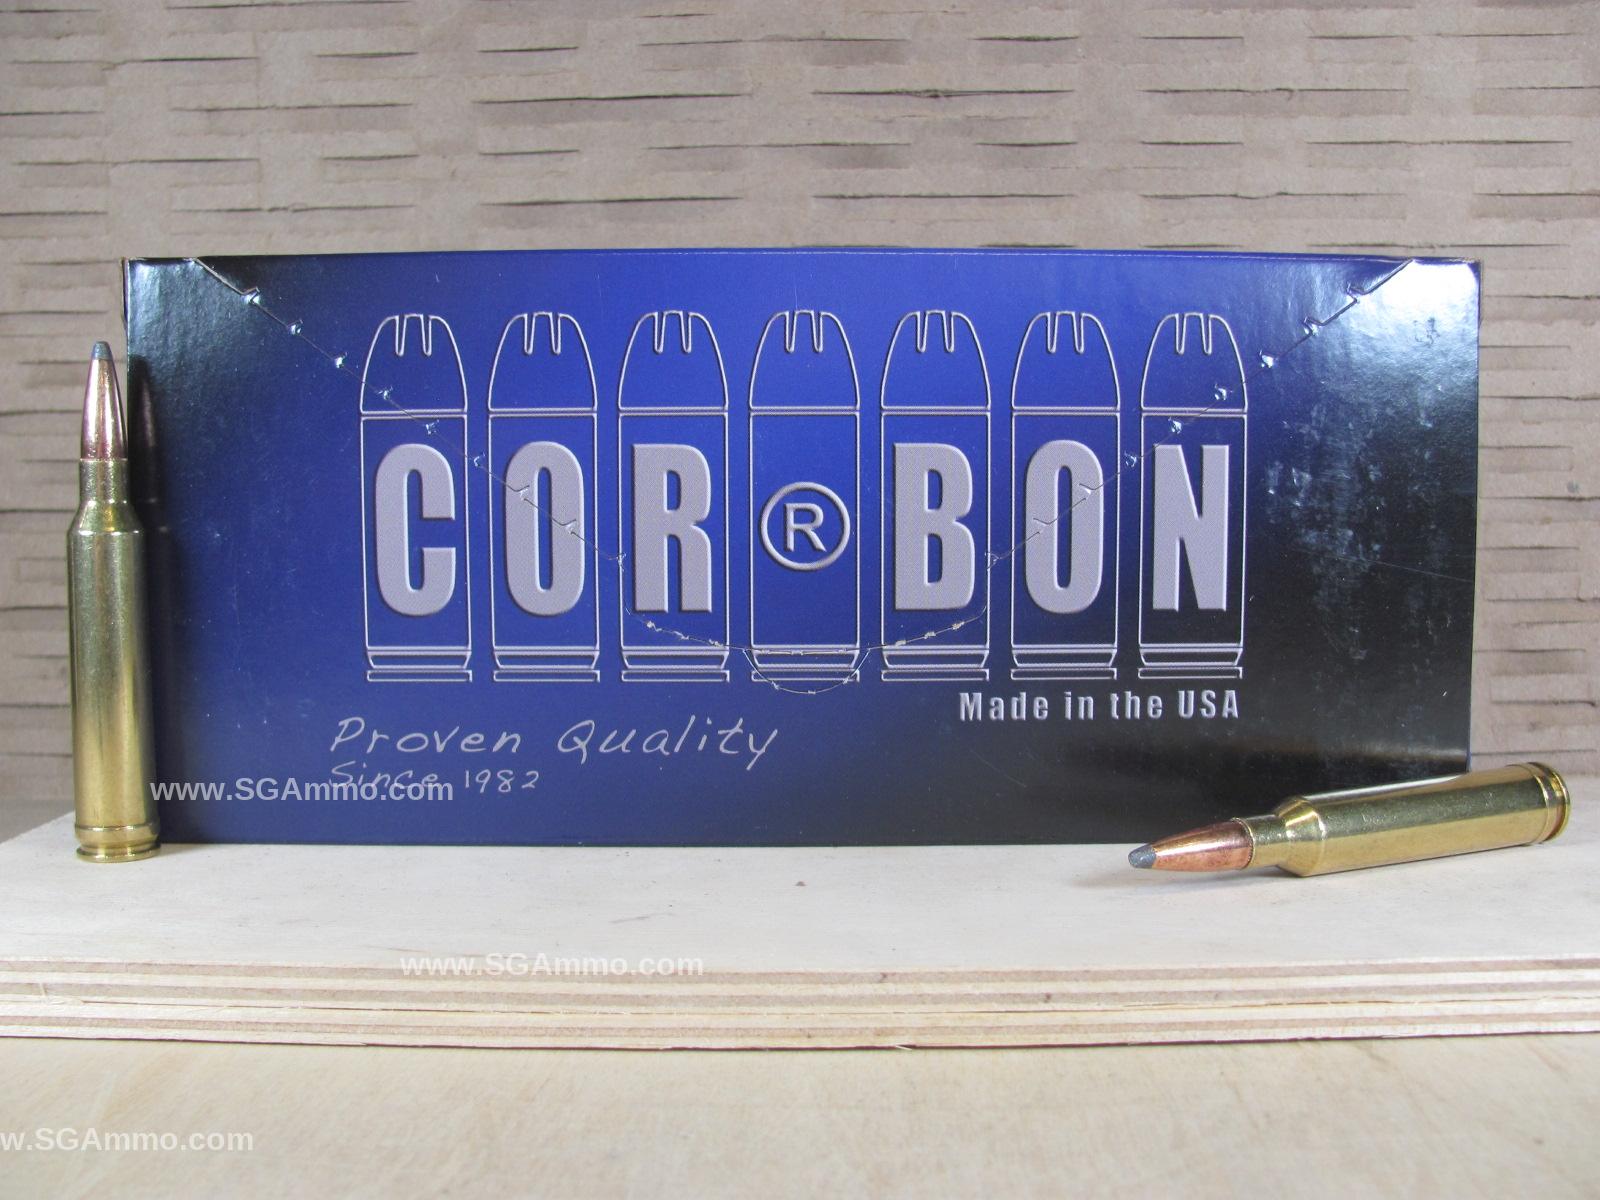 COR®BON
Made in the USA
Proven Quality
Since 1982
www.SGAmmo.com
www.SGAmmo.com
w.SGAmmo.com